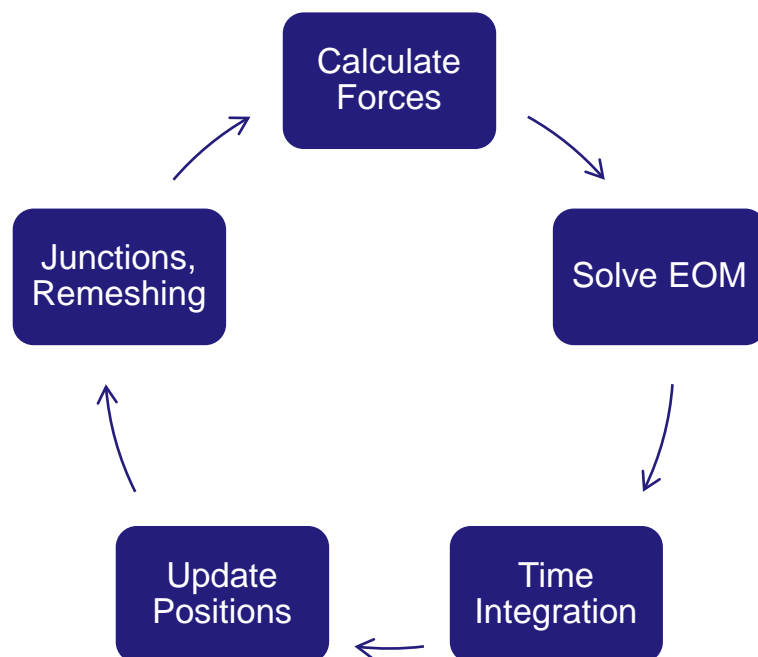 Calculate
Forces
Solve EOM
Time
Integration
Update
Positions
Junctions,
Remeshing